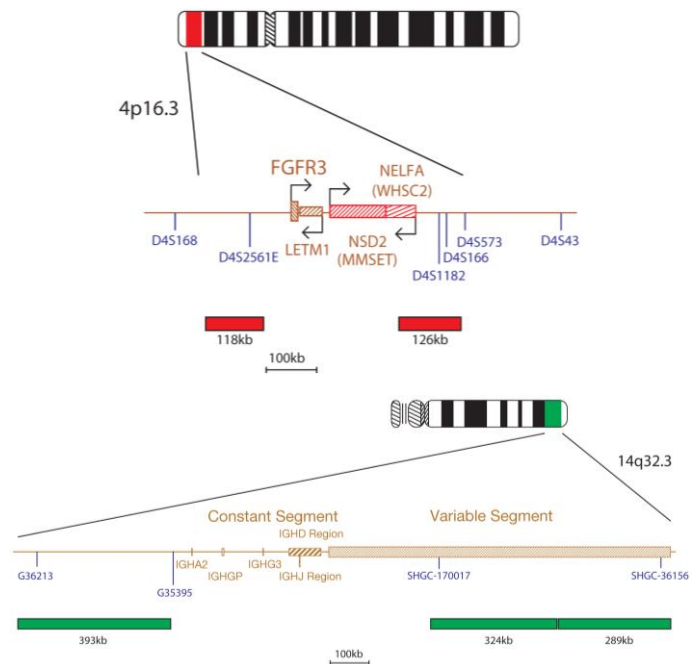 4p16.3
FGFR3
NELFA
(WHSC2)
D4S168
D4S2561E
LETM1
NSD2
(MMSET)
D4S1182
D4S166
D4S573
D4S43
118kb
126kb
100kb
14q32.3
Constant Segment
Variable Segment
IGHD Region
G36213
G35395
IGHA2
IGHGP
IGHG3
IGHJ Region
SHGC-170017
SHGC-36156
393kb
324kb
289kb
100kb